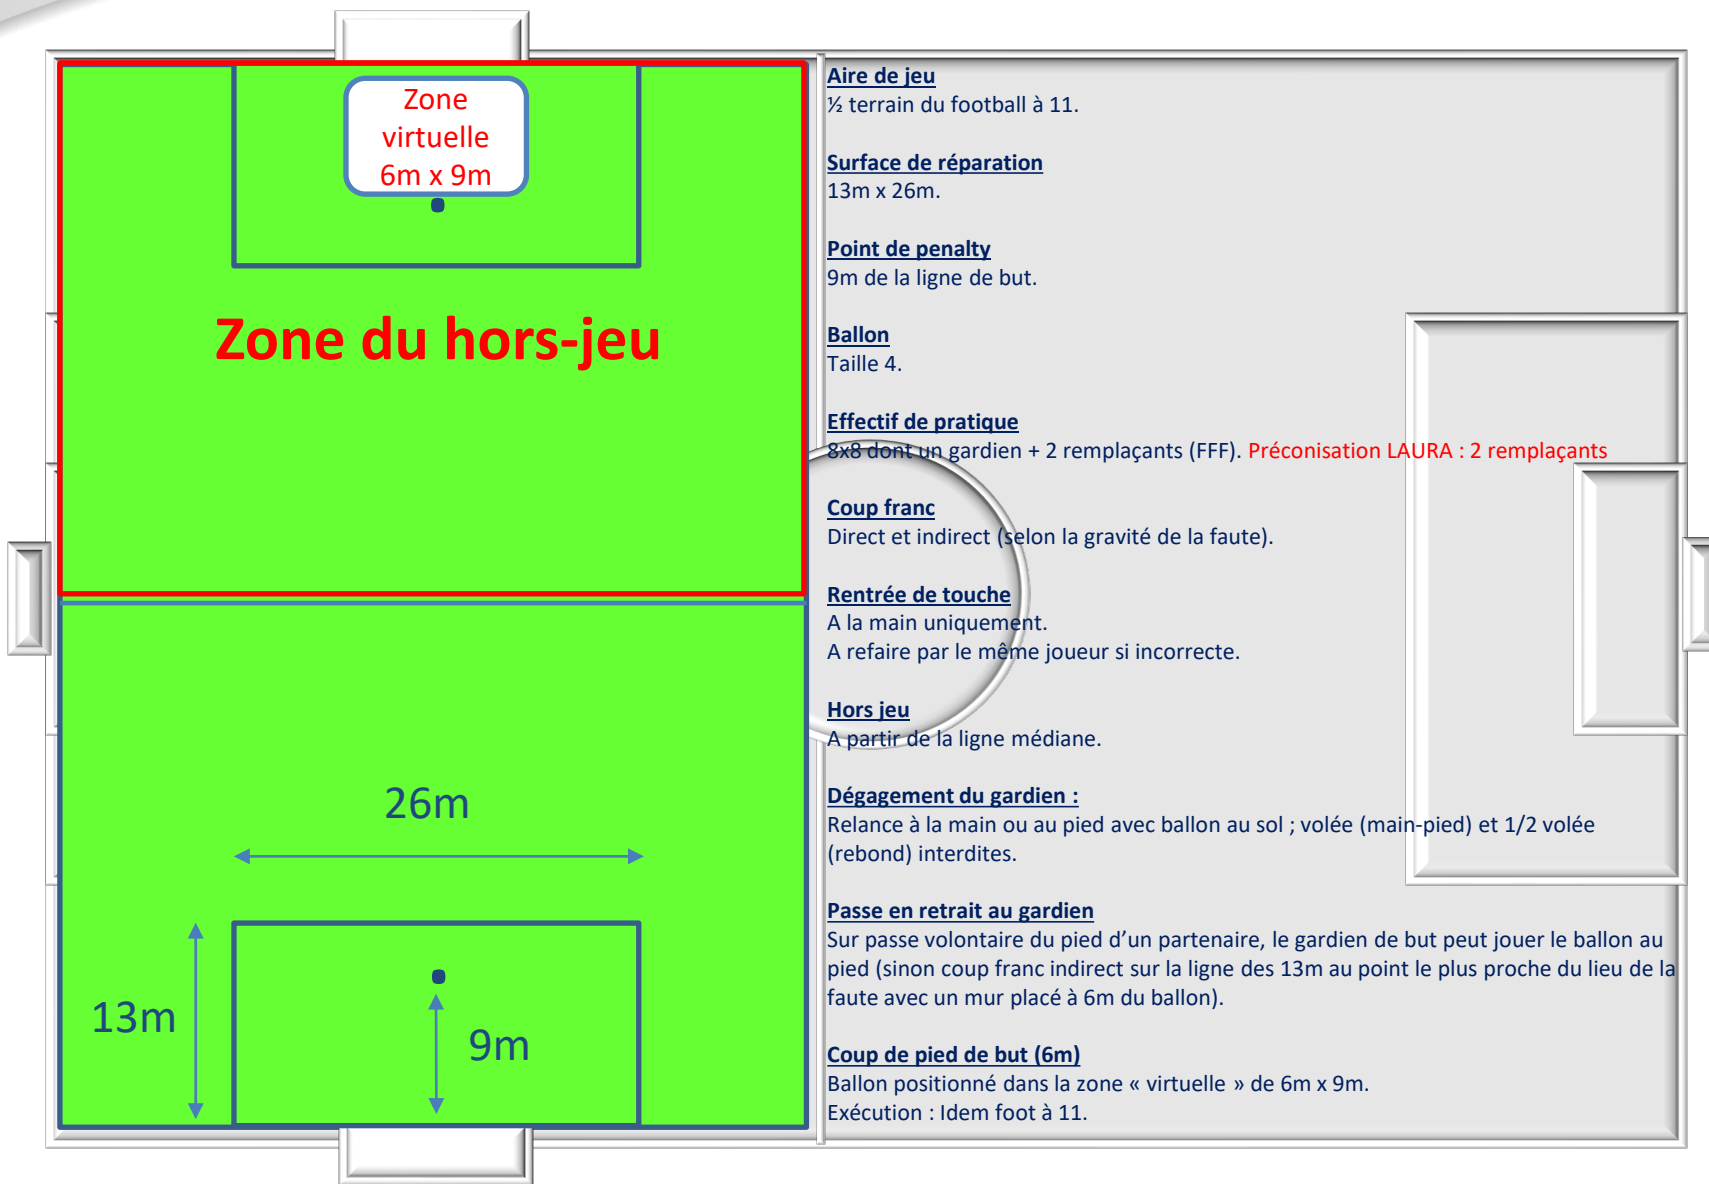 Zone
virtuelle
6m x 9m
Zone du hors-jeu
26m
13m
9m
Aire de jeu
½ terrain du football à 11.
Surface de réparation
13m x 26m.
Point de penalty
9m de la ligne de but.
Ballon
Taille 4.
Effectif de pratique
8x8 dont un gardien + 2 remplaçants (FFF). Préconisation LAURA : 2 remplaçants
Coup franc
Direct et indirect (selon la gravité de la faute).
Rentrée de touche
A la main uniquement.
A refaire par le même joueur si incorrecte.
Hors jeu
A partir de la ligne médiane.
Dégagement du gardien :
Relance à la main ou au pied avec ballon au sol ; volée (main-pied) et 1/2 volée
(rebond) interdites.
Passe en retrait au gardien
Sur passe volontaire du pied d’un partenaire, le gardien de but peut jouer le ballon au
pied (sinon coup franc indirect sur la ligne des 13m au point le plus proche du lieu de la
faute avec un mur placé à 6m du ballon).
Coup de pied de but (6m)
Ballon positionné dans la zone « virtuelle » de 6m x 9m.
Exécution : Idem foot à 11.